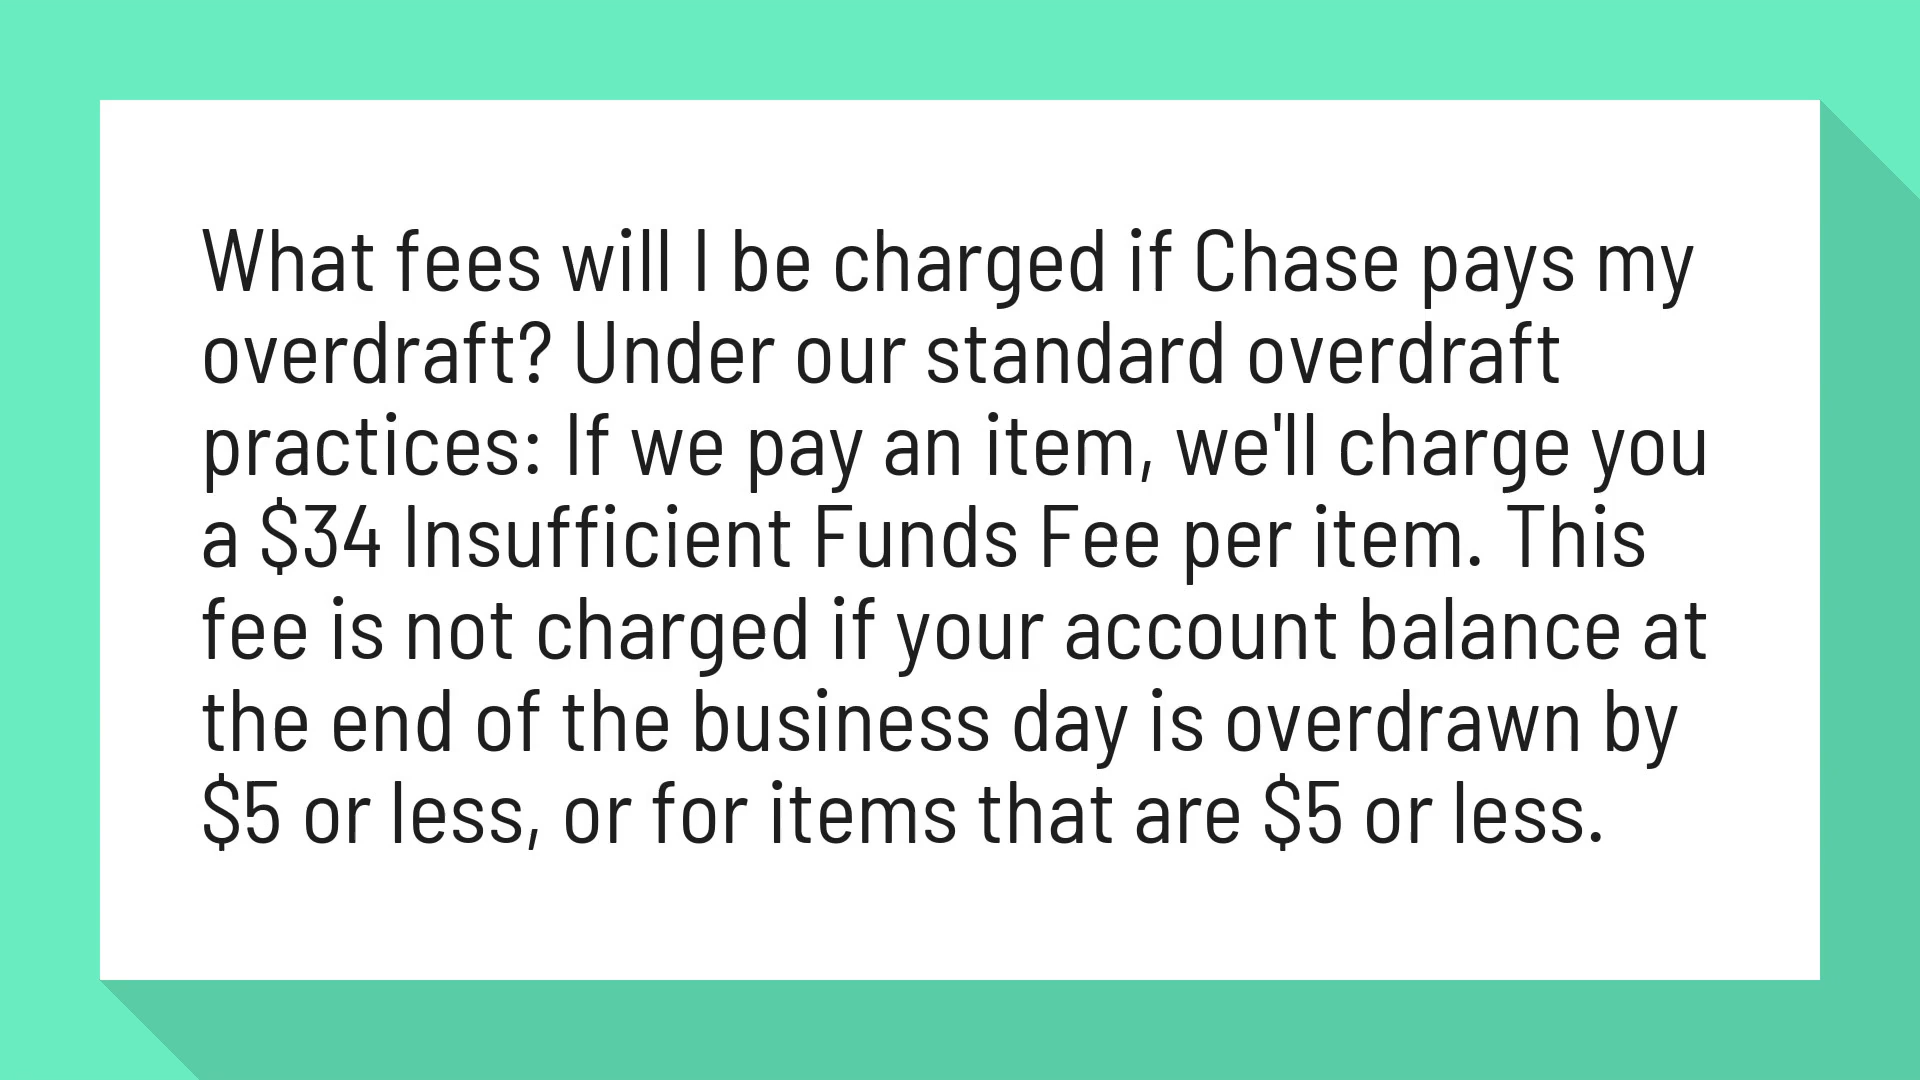 What fees will I be charged if Chase pays my
overdraft? Under our standard overdraft
practices: If we pay an item, we'll charge you
a $34 Insufficient Funds Fee per item. This
fee is not charged if your account balance at
the end of the business day is overdrawn by
$5 or less, or for items that are $5 or less.